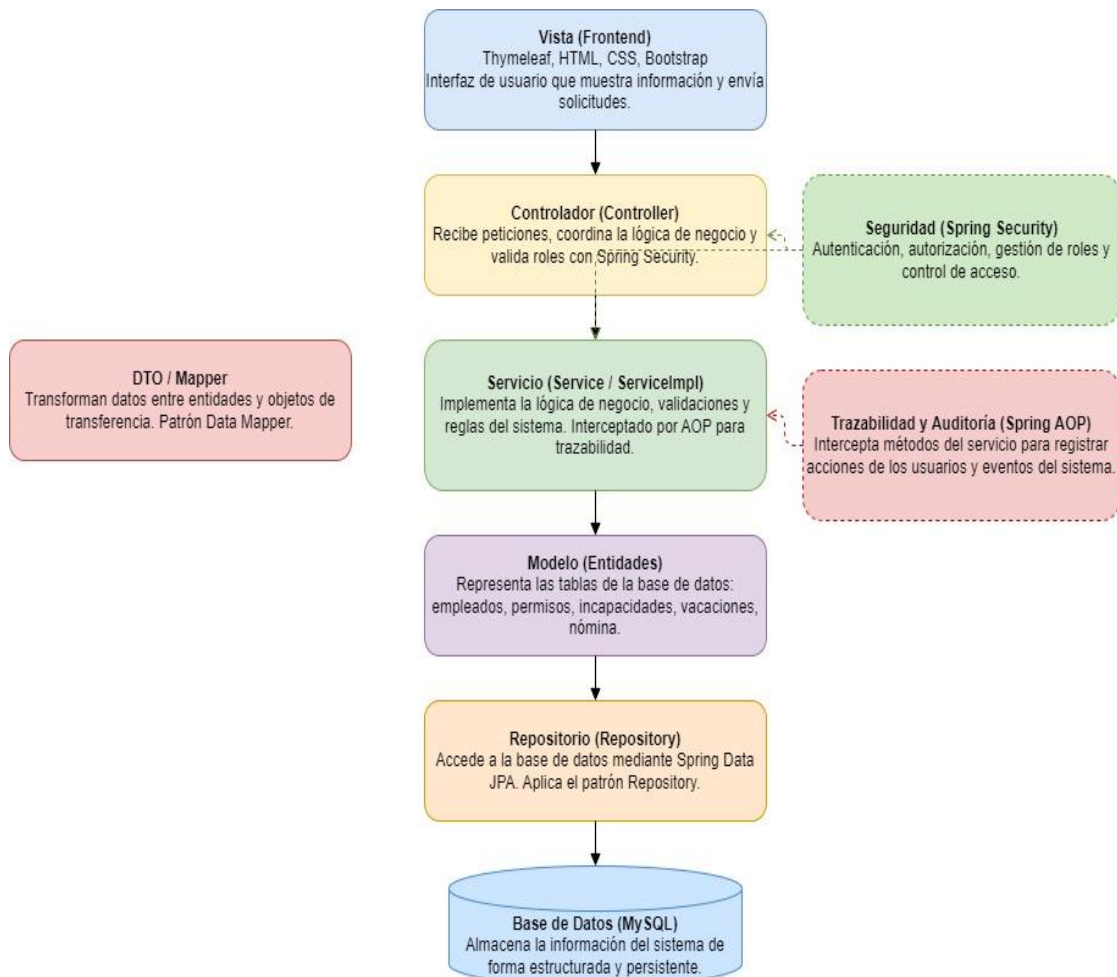 Vista (Frontend)
Thymeleaf, HTML, CSS, Bootstrap
Interfaz de usuario que muestra información y envía
solicitudes.
Controlador (Controller)
Recibe peticiones, coordina la lógica de negocio y
valida roles con Spring Security.
Seguridad (Spring Security)
Autenticación, autorización, gestión de roles y
control de acceso.
DTO / Mapper
Transforman datos entre entidades y objetos de
transferencia. Patrón Data Mapper.
Servicio (Service / ServiceImpl)
Implementa la lógica de negocio, validaciones y
reglas del sistema. Interceptado por AOP para
trazabilidad.
Trazabilidad y Auditoría (Spring AOP)
Intercepta métodos del servicio para registrar
acciones de los usuarios y eventos del sistema.
Modelo (Entidades)
Representa las tablas de la base de datos:
empleados, permisos, incapacidades, vacaciones,
nómina.
Repositorio (Repository)
Accede a la base de datos mediante Spring Data
JPA. Aplica el patrón Repository.
Base de Datos (MySQL)
Almacena la información del sistema de
forma estructurada y persistente.